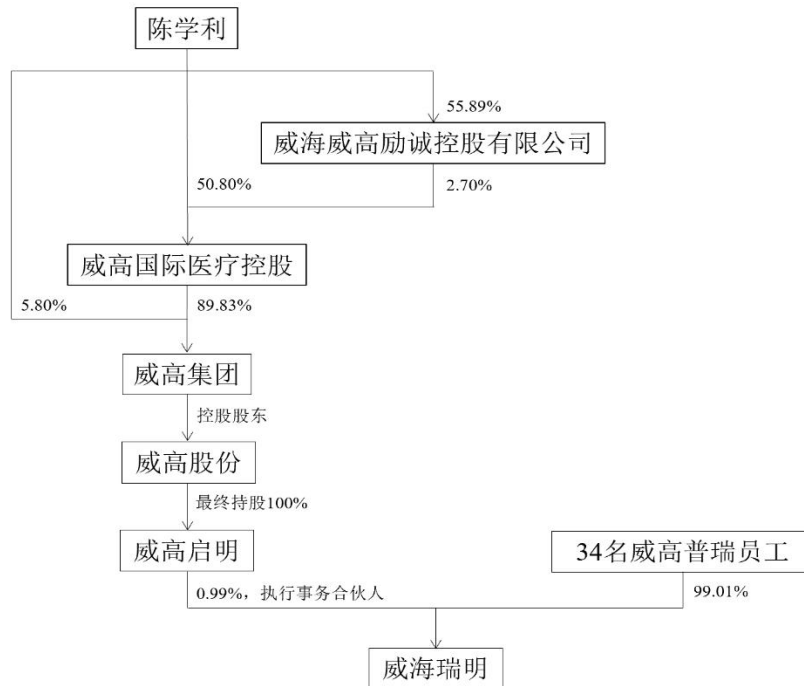 陈学利
55.89%
威海威高励诚控股有限公司
50.80%
2.70%
威高国际医疗控股
5.80%
89.83%
威高集团
控股股东
威高股份
最终持股100%
威高启明
34名威高普瑞员工
0.99%，执行事务合伙人
99.01%
威海瑞明